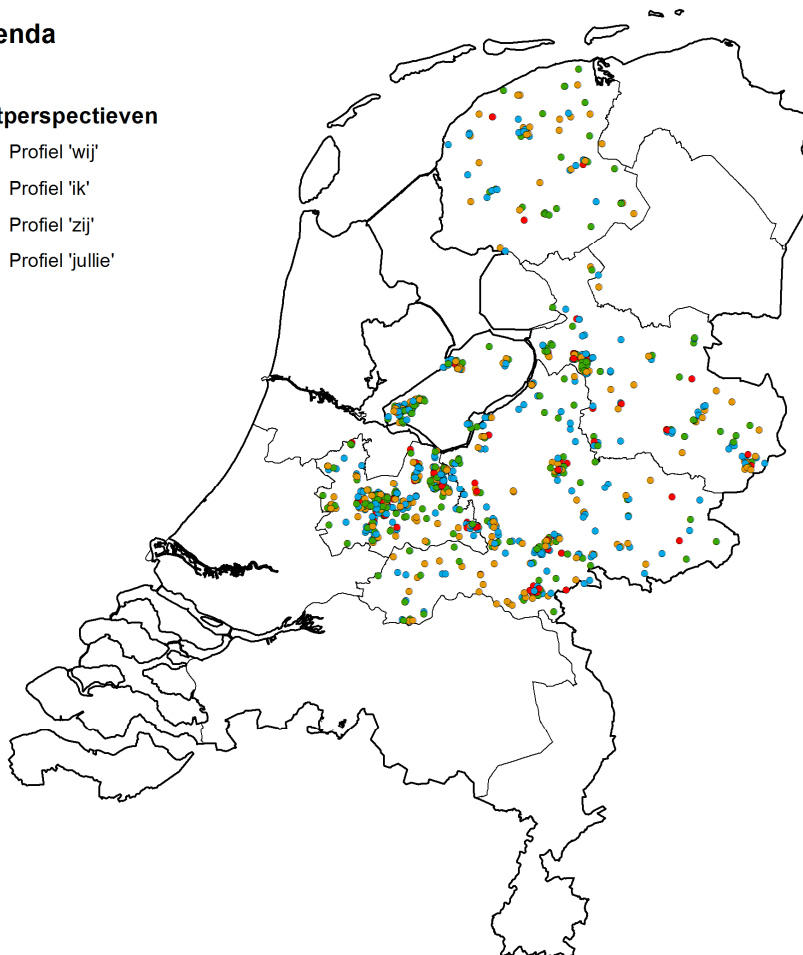 enda
tperspectieven
Profiel 'wij'
Profiel 'ik'
Profiel 'zij'
Profiel 'jullie'